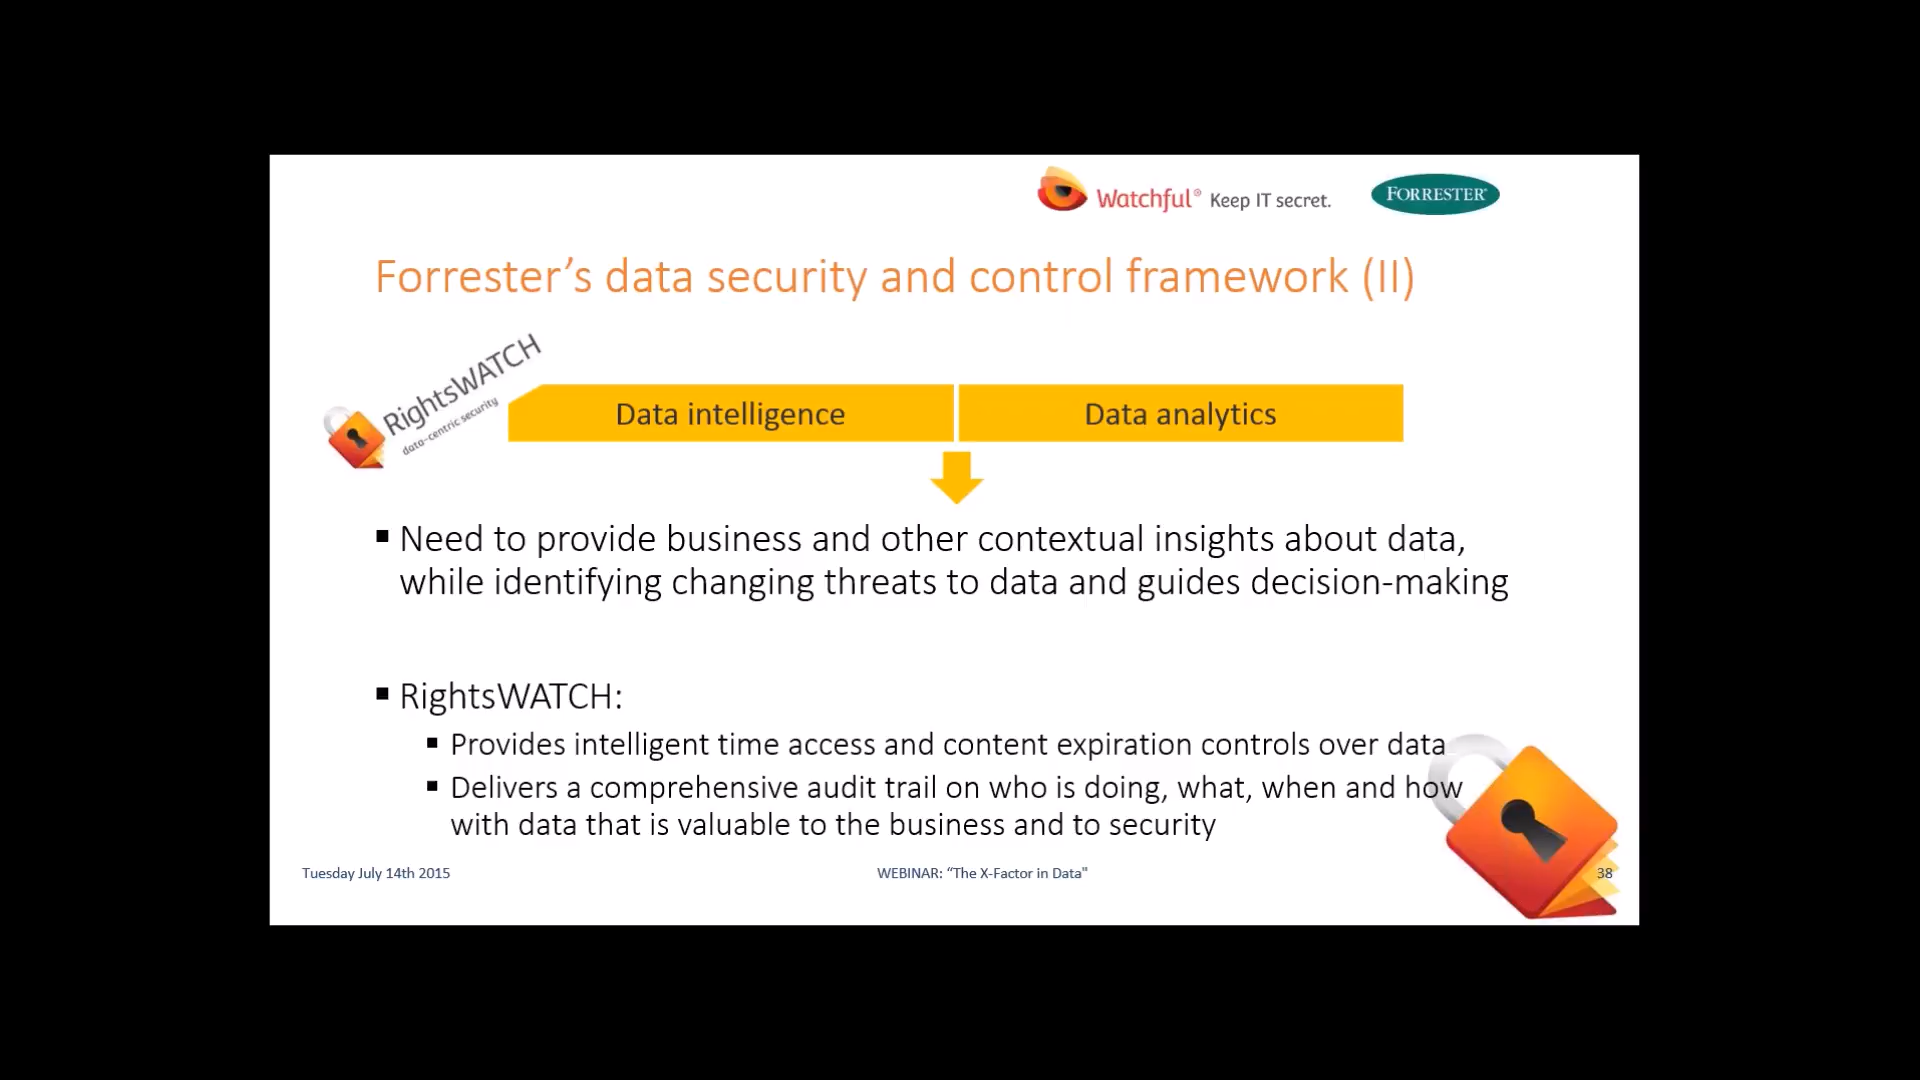 Watchful® Keep IT secret.
FORRESTER®
Forrester’s data security and control framework (II)
RightsWATCH
data-centric security
Data intelligence
Data analytics
▪ Need to provide business and other contextual insights about data,
while identifying changing threats to data and guides decision-making
▪ RightsWATCH:
▪ Provides intelligent time access and content expiration controls over data
▪ Delivers a comprehensive audit trail on who is doing, what, when and how
with data that is valuable to the business and to security
Tuesday July 14th 2015
WEBINAR: “The X-Factor in Data"
38